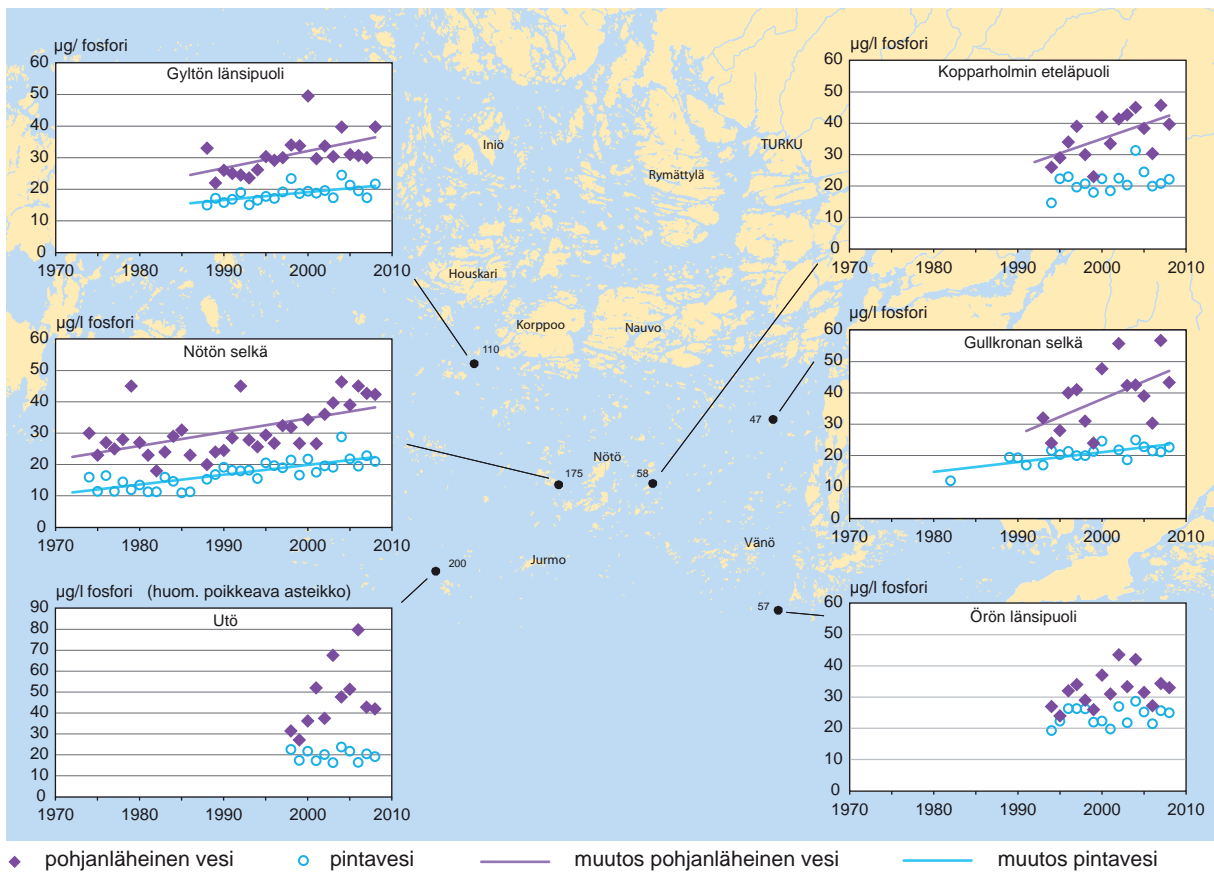 µg/ fosfori
Gyltön länsipuoli
60
50
40
30
20
10
0
1970 1980 1990 2000 2010
µg/l fosfori
Nötön selkä
60
50
40
30
20
10
0
1970 1980 1990 2000 2010
µg/l fosfori (huom. poikkeava asteikko)
Utö
90
80
70
60
50
40
30
20
10
0
1970 1980 1990 2000 2010
Iniö
TURKU
Rymättylä
Houskari
Korppoo
Nauvo
110
47
Nötö
175
58
Vänö
Jurmo
200
57
µg/l fosfori
Kopparholmin eteläpuoli
60
50
40
30
20
10
0
1970 1980 1990 2000 2010
µg/l fosfori
Gullkronan selkä
60
50
40
30
20
10
0
1970 1980 1990 2000 2010
µg/l fosfori
Örön länsipuoli
60
50
40
30
20
10
0
1970 1980 1990 2000 2010
pohjanläheinen vesi pintavesi muutos pohjanläheinen vesi muutos pintavesi